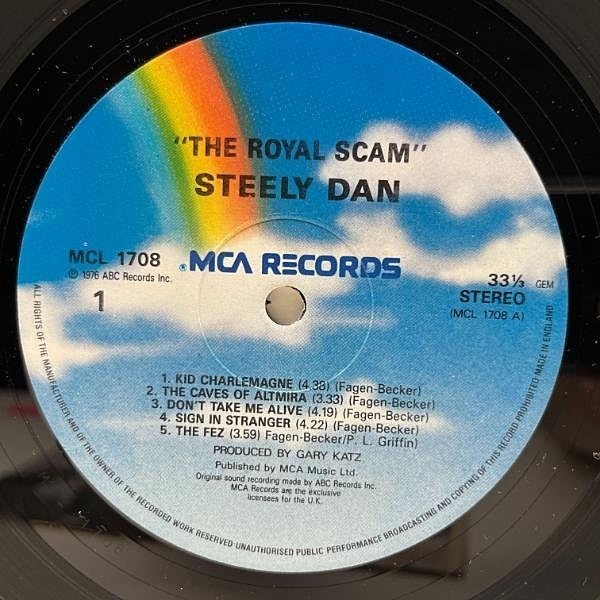 "THE ROYAL SCAM"
STEELY DAN
MCL 1708
℗ 1976 ABC Records Inc.
1
®MCA RECORDS
33⅓ GEM
STEREO
(MCL 1708 A)
1. KID CHARLEMAGNE (4.38) (Fagen-Becker)
2. THE CAVES OF ALTMIRA (3.33) (Fagen-Becker)
3. DON'T TAKE ME ALIVE (4.19) (Fagen-Becker)
4. SIGN IN STRANGER (4.22) (Fagen-Becker)
5. THE FEZ (3.59) Fagen-Becker/P. L. Griffin)
PRODUCED BY GARY KATZ
Published by MCA Music Ltd.
Original sound recording made by ABC Records Inc.
MCA Records are the exclusive
licensees for the U.K.
ALL RIGHTS OF THE MANUFACTURER AND OF THE OWNER OF THE RECORDED WORK RESERVED·UNAUTHORISED PUBLIC PERFORMANCE BROADCASTING AND COPYING OF THIS RECORD PROHIBITED MADE IN ENGLAND